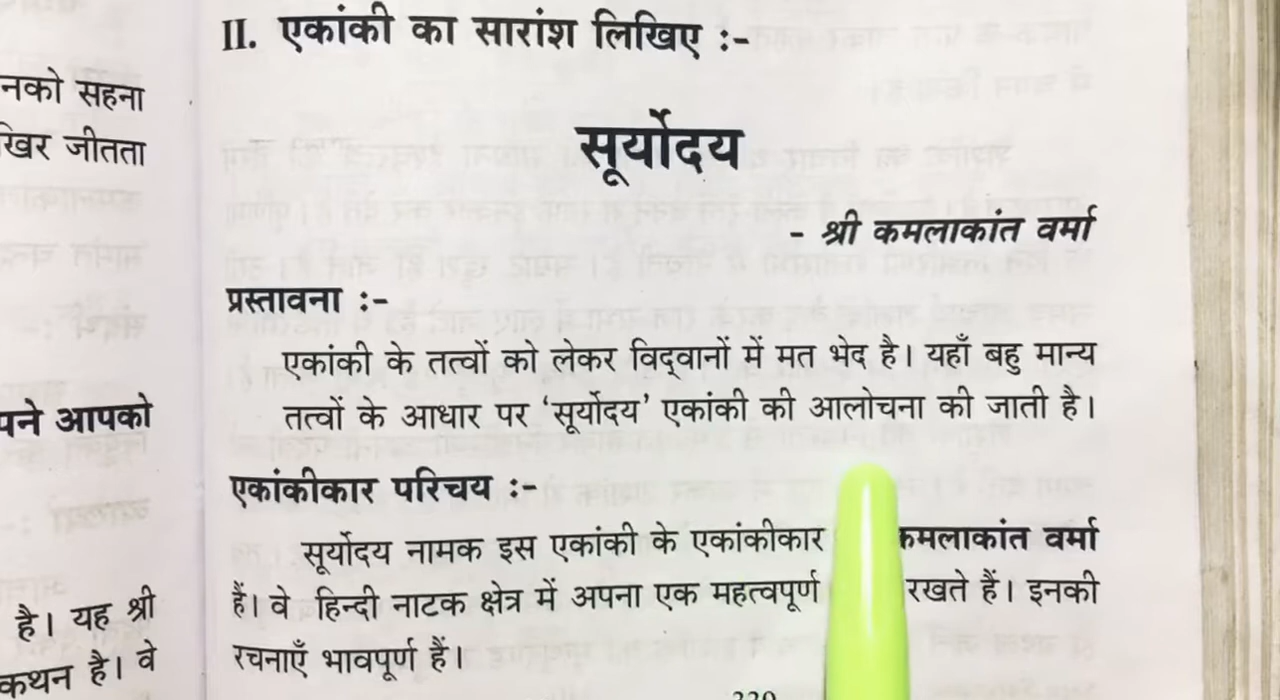 नको सहना
खिर जीतता
पने आपको
है। यह श्री
कथन है। वे
II. एकांकी का सारांश लिखिए :-
सूर्योदय
- श्री कमलाकांत वर्मा
प्रस्तावना :-
एकांकी के तत्वों को लेकर विद्‌वानों में मत भेद है। यहाँ बहु मान्य
तत्वों के आधार पर ‘सूर्योदय’ एकांकी की आलोचना की जाती है।
एकांकीकार परिचय :-
सूर्योदय नामक इस एकांकी के एकांकीकार कमलाकांत वर्मा
हैं। वे हिन्दी नाटक क्षेत्र में अपना एक महत्वपूर्ण रखते हैं। इनकी
रचनाएँ भावपूर्ण हैं।